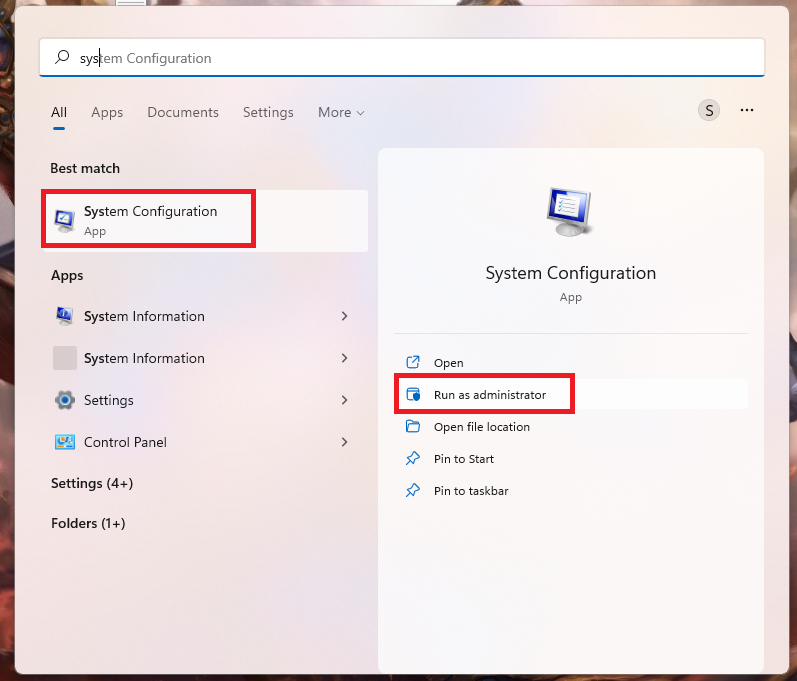 system Configuration
All Apps Documents Settings More
S
Best match
System Configuration
App
Apps
System Information
System Information
Settings
Control Panel
Settings (4+)
Folders (1+)
System Configuration
App
Open
Run as administrator
Open file location
Pin to Start
Pin to taskbar